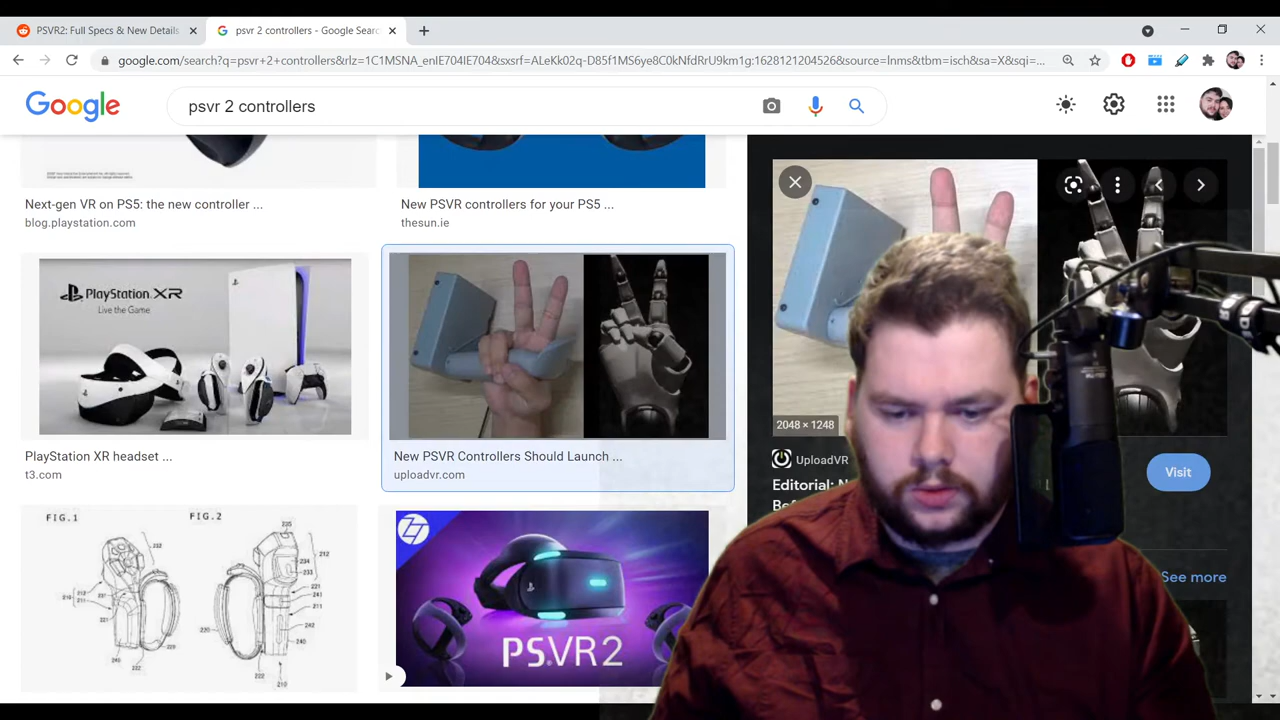 PSVR2: Full Specs & New Details
psvr 2 controllers - Google Sear
google.com/search?q=psvr+2+controllers&rlz=1C1MSNA_enIE704IE704&sxsrf=ALeKk02-D85f1MS6ye8C0kNfdRrU9km1g:1628121204526&source=lnms&tbm=isch&sa=X&sqi=...
Google
psvr 2 controllers
Next-gen VR on PS5: the new controller ...
blog.playstation.com
New PSVR controllers for your PS5 ...
thesun.ie
PlayStation XR
Live the Game
PlayStation XR headset ...
t3.com
New PSVR Controllers Should Launch ...
uploadvr.com
2048 × 1248
UploadVR
Visit
Editorial: N
Bef
See more
FIG.1 FIG.2
PSVR2